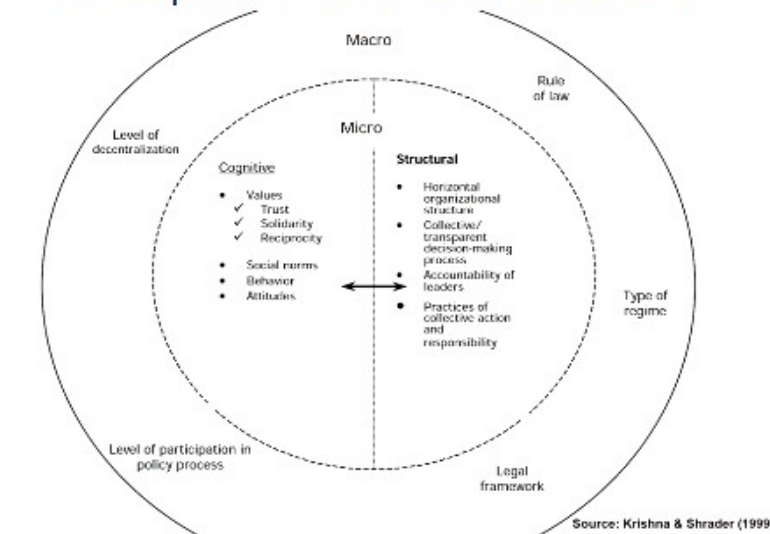 Macro
Rule
of law
Level of
decentralization
Micro
Cognitive
• Values
✓ Trust
✓ Solidarity
✓ Reciprocity
• Social norms
• Behavior
• Attitudes
Structural
• Horizontal
organizational
structure
• Collective/
transparent
decision-making
process
• Accountability of
leaders
• Practices of
collective action
and
responsibility
Type of
regime
Level of participation in
policy process
Legal
framework
Source: Krishna & Shrader (1999